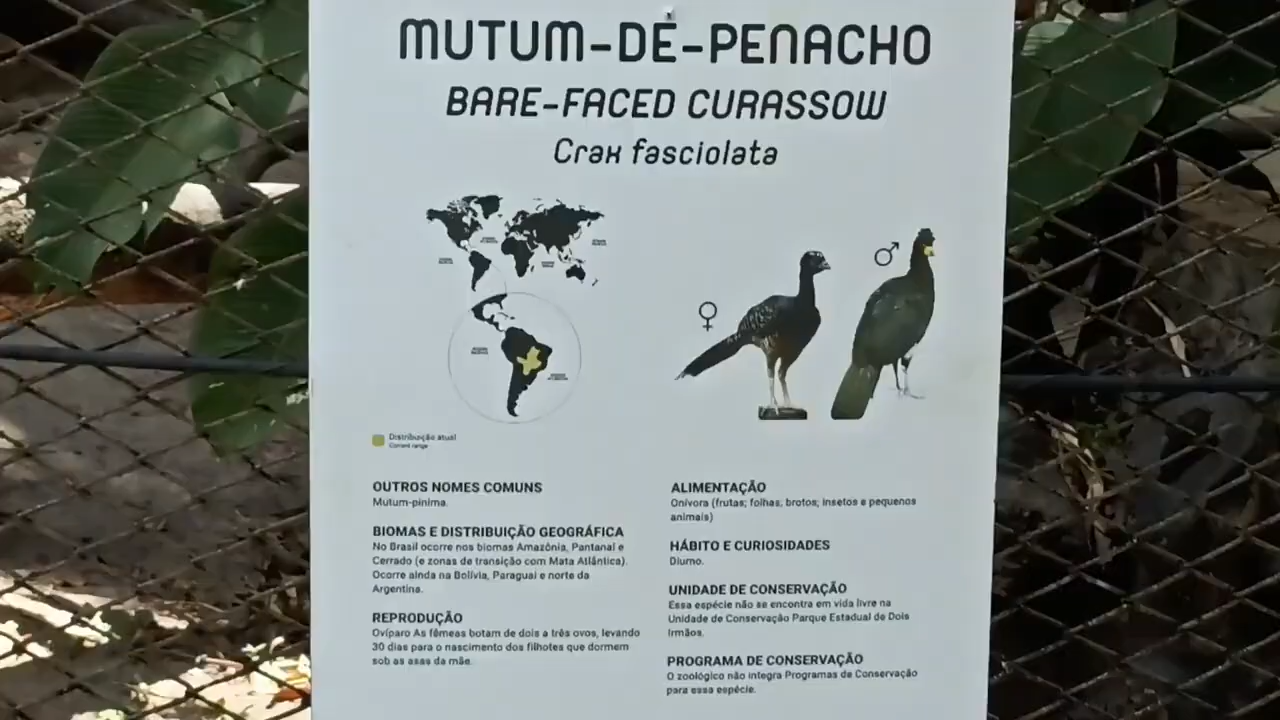 MUTUM-DE-PENACHO
BARE-FACED CURASSOW
Crax fasciolata
♀
♂
Distribuição atual
Current range
OUTROS NOMES COMUNS
Mutum-pinima.
BIOMAS E DISTRIBUIÇÃO GEOGRÁFICA
No Brasil ocorre nos biomas Amazônia, Pantanal e
Cerrado (e zonas de transição com Mata Atlântica).
Ocorre ainda na Bolívia, Paraguai e norte da
Argentina.
REPRODUÇÃO
Ovíparo As fêmeas botam de dois a três ovos, levando
30 dias para o nascimento dos filhotes que dormem
sob as asas da mãe.
ALIMENTAÇÃO
Onívora (frutas; folhas; brotos; insetos e pequenos
animais)
HÁBITO E CURIOSIDADES
Diurno.
UNIDADE DE CONSERVAÇÃO
Essa espécie não se encontra em vida livre na
Unidade de Conservação Parque Estadual de Dois
Irmãos.
PROGRAMA DE CONSERVAÇÃO
O zoológico não integra Programas de Conservação
para essa espécie.